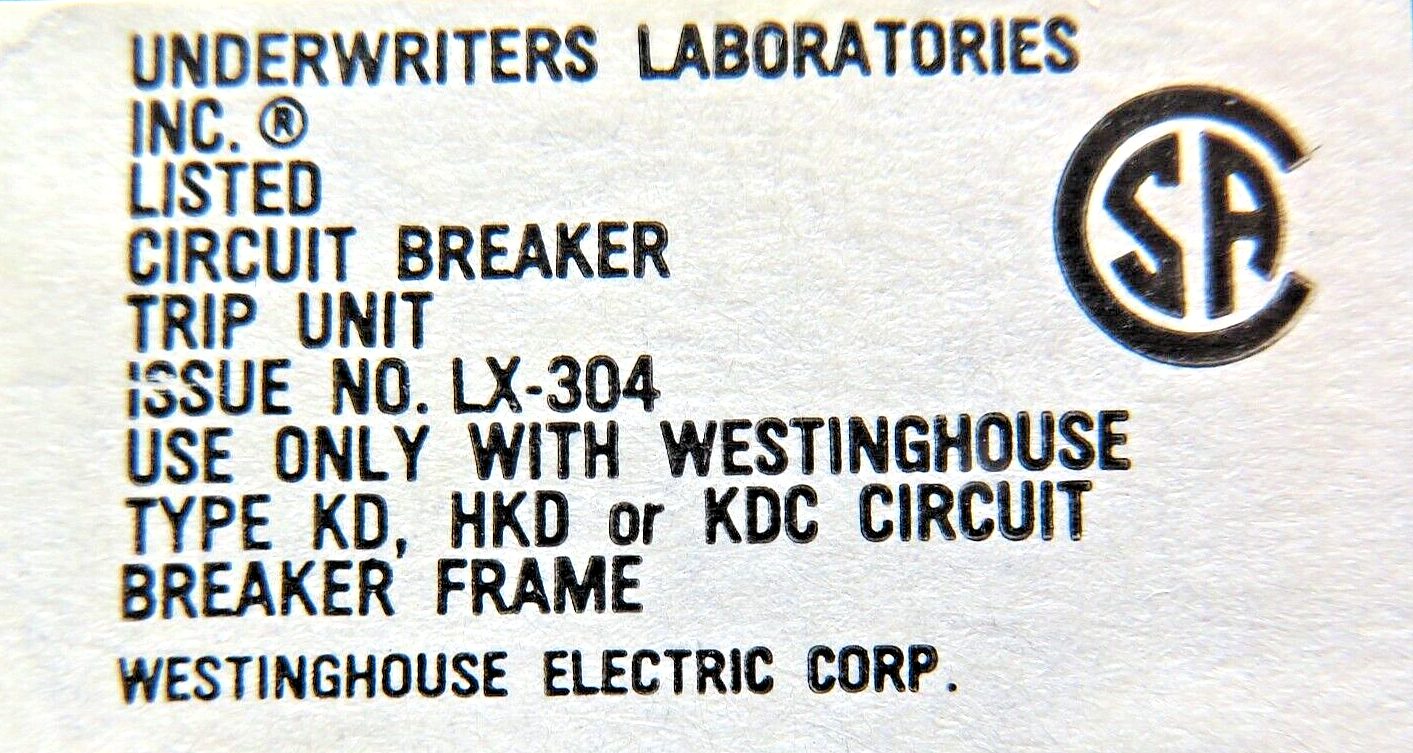 UNDERWRITERS LABORATORIES
INC. ®
LISTED
CIRCUIT BREAKER
TRIP UNIT
ISSUE NO. LX-304
USE ONLY WITH WESTINGHOUSE
TYPE KD, HKD or KDC CIRCUIT
BREAKER FRAME
WESTINGHOUSE ELECTRIC CORP.
CSA